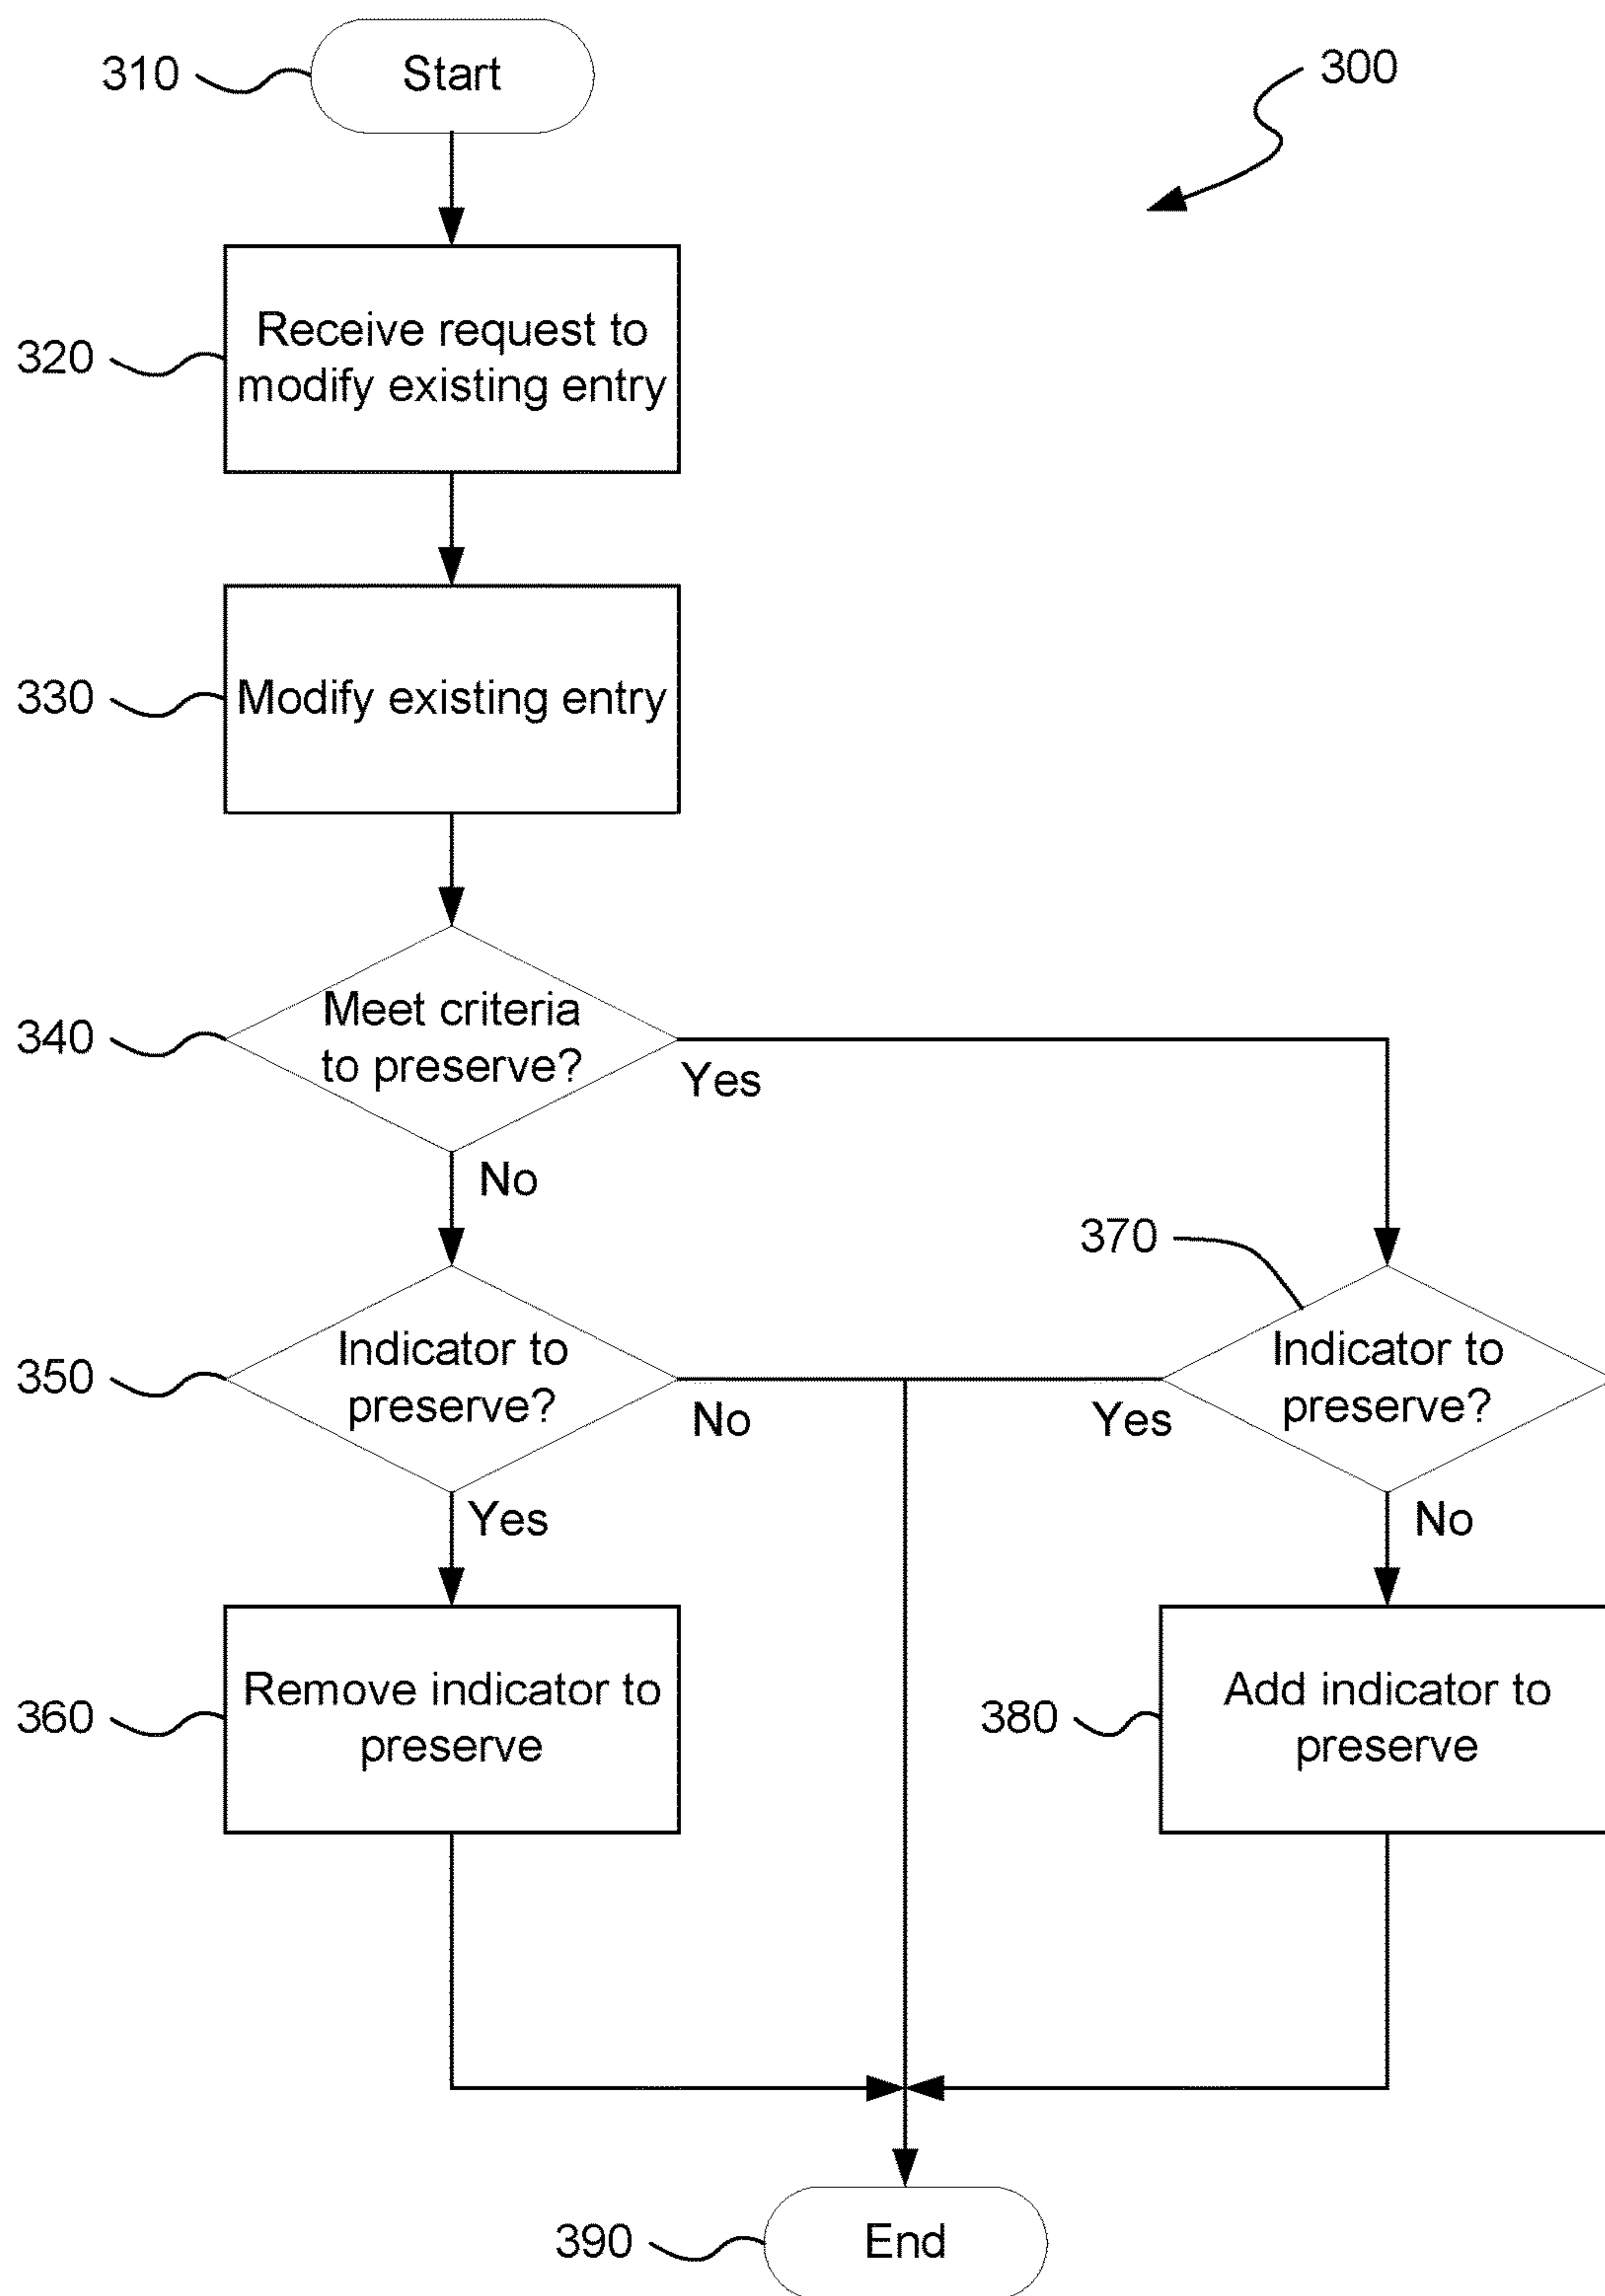 310
Start
300
320
Receive request to
modify existing entry
330
Modify existing entry
340
Meet criteria
to preserve?
Yes
No
350
Indicator to
preserve?
No
370
Indicator to
preserve?
Yes
Yes
No
360
Remove indicator to
preserve
380
Add indicator to
preserve
390
End